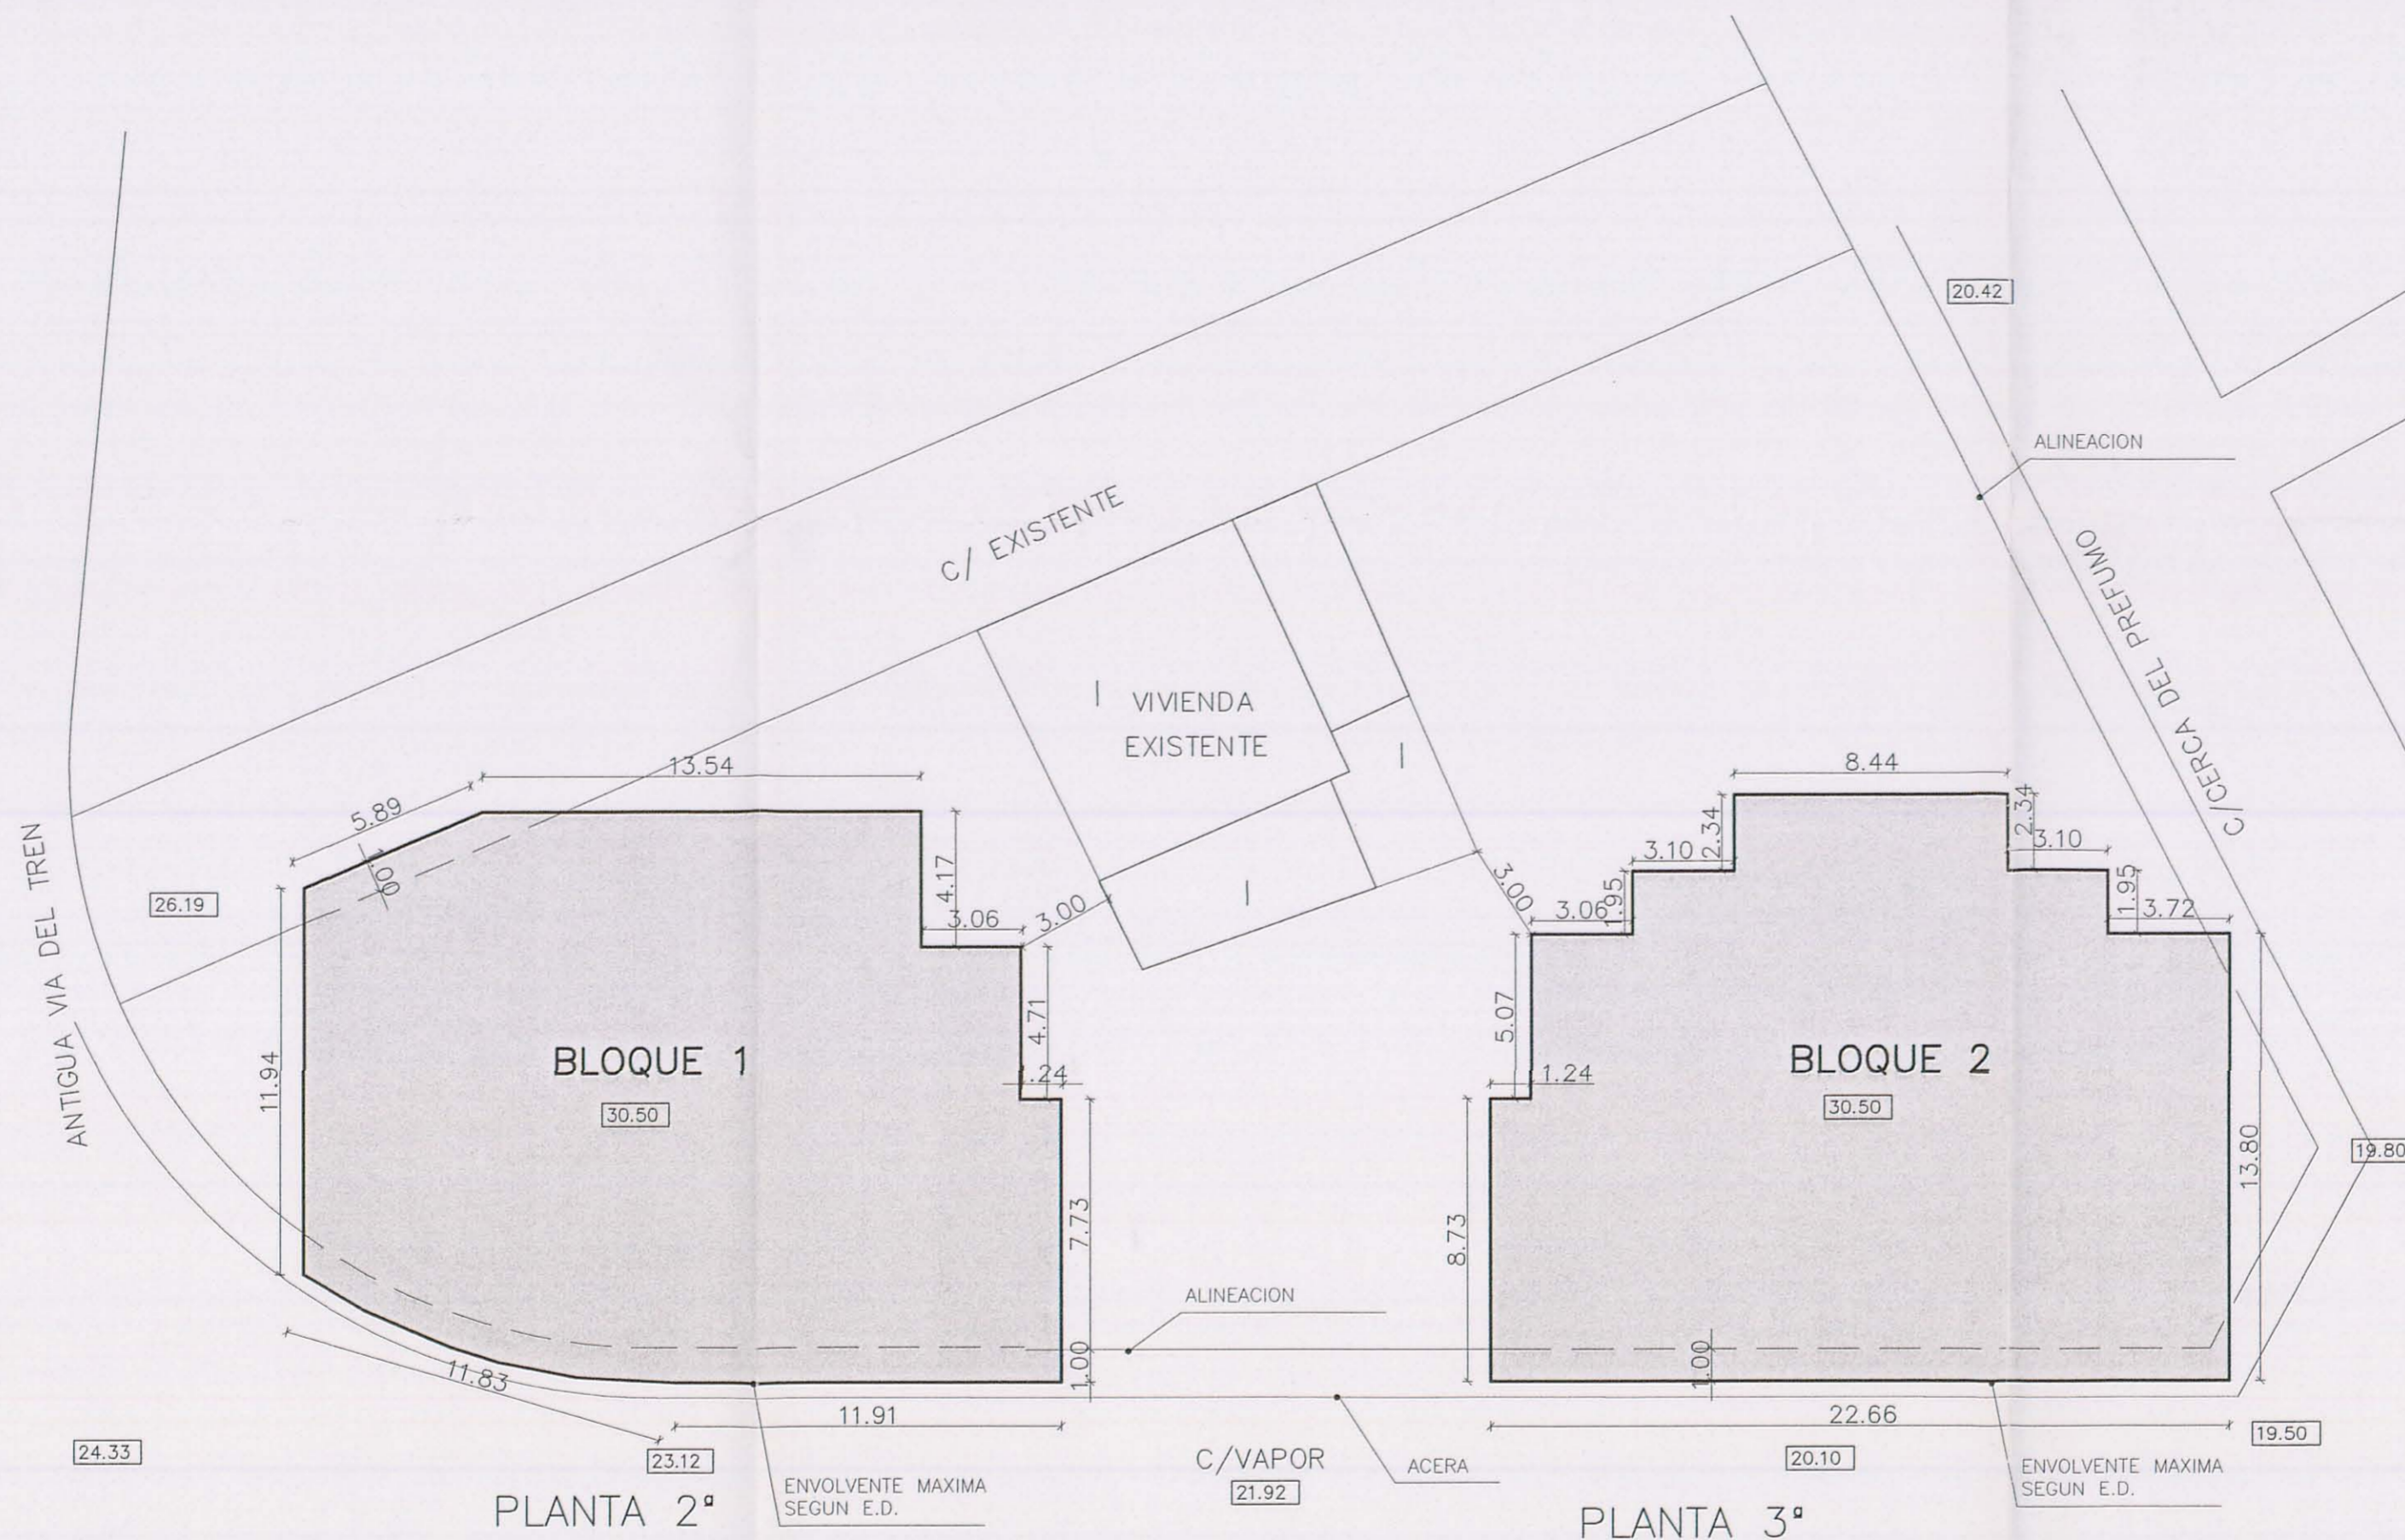 20.42
ALINEACION
C/ EXISTENTE
C/CERCA DEL PREFUMO
VIVIENDA
EXISTENTE
I
I
I
13.54
5.89
1.00
4.17
3.06
3.00
26.19
ANTIGUA VIA DEL TREN
11.94
BLOQUE 1
30.50
4.71
1.24
7.73
1.00
11.83
11.91
8.44
2.34
2.34
3.10
3.10
3.00
3.06
1.95
1.95
3.72
5.07
1.24
BLOQUE 2
30.50
8.73
13.80
19.80
ALINEACION
1.00
22.66
24.33
23.12
C/VAPOR
21.92
ACERA
20.10
19.50
ENVOLVENTE MAXIMA
SEGUN E.D.
ENVOLVENTE MAXIMA
SEGUN E.D.
PLANTA 2ª
PLANTA 3ª